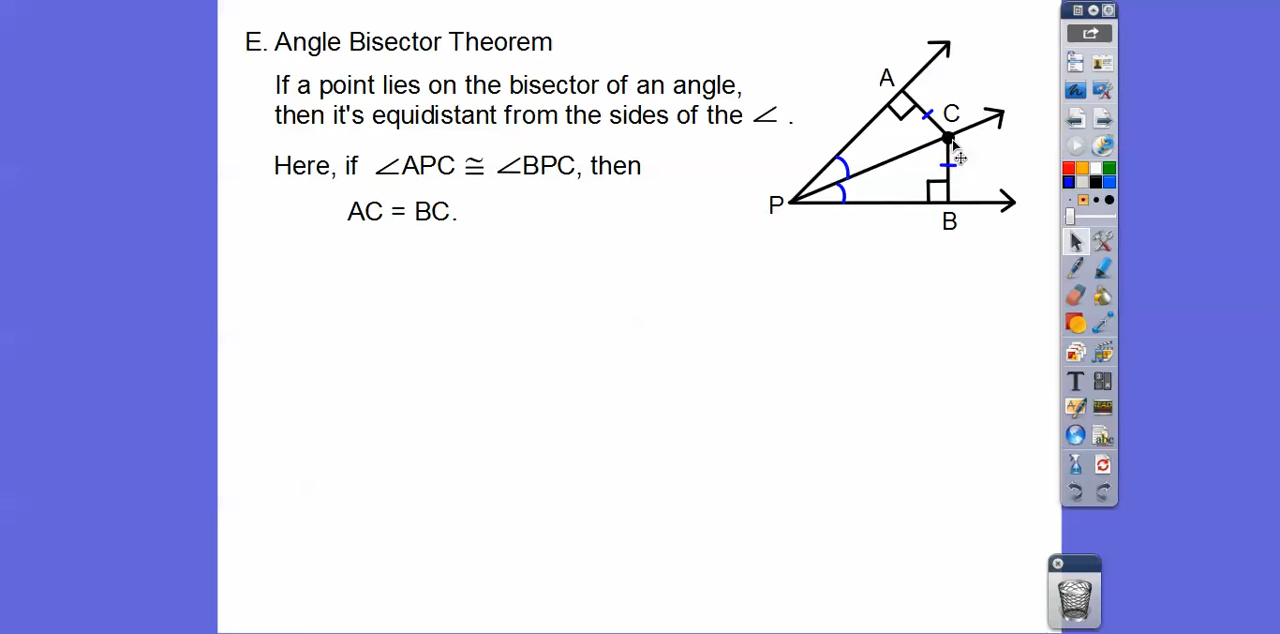 E. Angle Bisector Theorem
If a point lies on the bisector of an angle,
then it's equidistant from the sides of the ∠ .
Here, if ∠APC ≅ ∠BPC, then
AC = BC.
A
C
P
B